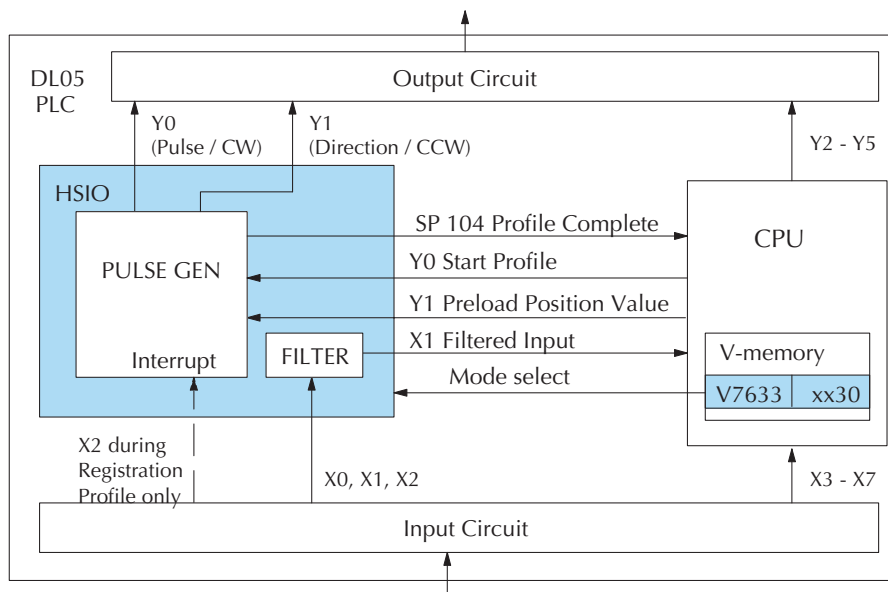 Output Circuit
DL05
PLC
Y0
(Pulse / CW)
Y1
(Direction / CCW)
Y2 - Y5
HSIO
PULSE GEN
Interrupt
FILTER
SP 104 Profile Complete
Y0 Start Profile
Y1 Preload Position Value
X1 Filtered Input
Mode select
CPU
V-memory
V7633 xx30
X2 during
Registration
Profile only
X0, X1, X2
X3 - X7
Input Circuit